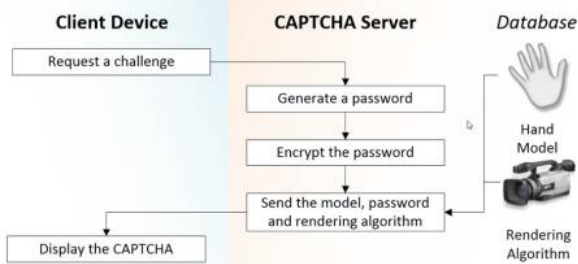 Client Device
CAPTCHA Server
Database
Request a challenge
Generate a password
Hand
Model
Encrypt the password
Send the model, password
and rendering algorithm
Rendering
Algorithm
Display the CAPTCHA